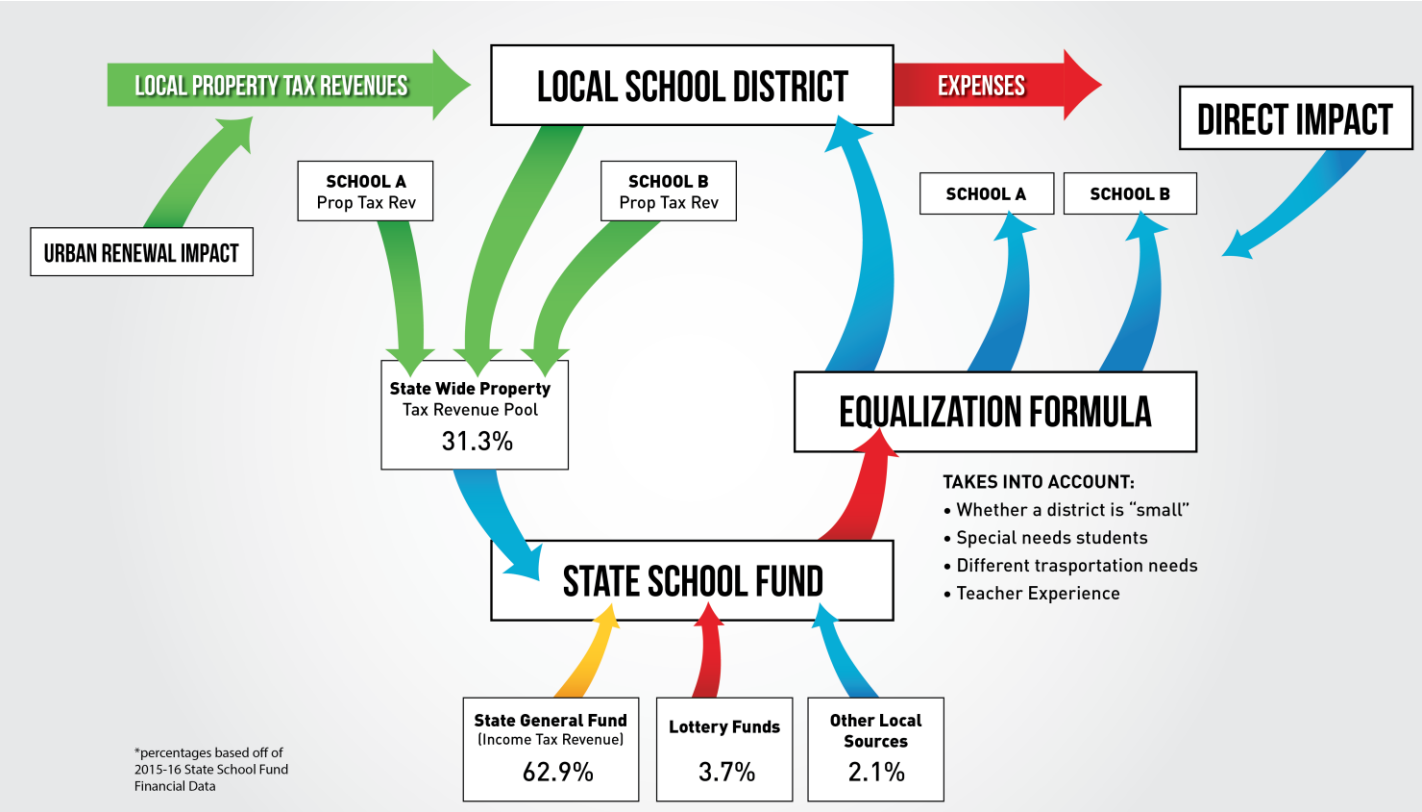 LOCAL PROPERTY TAX REVENUES
LOCAL SCHOOL DISTRICT
EXPENSES
DIRECT IMPACT
SCHOOL A
Prop Tax Rev
SCHOOL B
Prop Tax Rev
SCHOOL A
SCHOOL B
URBAN RENEWAL IMPACT
State Wide Property
Tax Revenue Pool
31.3%
EQUALIZATION FORMULA
TAKES INTO ACCOUNT:
• Whether a district is “small”
• Special needs students
• Different trasportation needs
• Teacher Experience
STATE SCHOOL FUND
State General Fund
(Income Tax Revenue)
62.9%
Lottery Funds
3.7%
Other Local
Sources
2.1%
*percentages based off of
2015-16 State School Fund
Financial Data